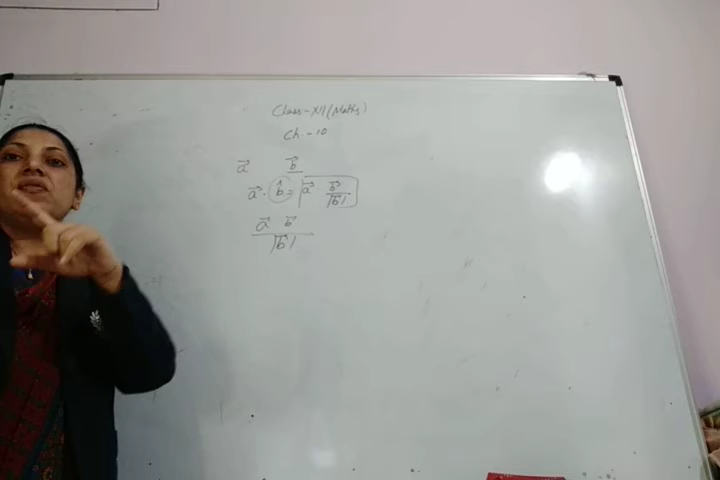 Class-XII (Maths)
Ch.-10
a⃗ b⃗
a⃗ · b̂ = a⃗ b⃗/|b⃗|
a⃗ b⃗/|b⃗|